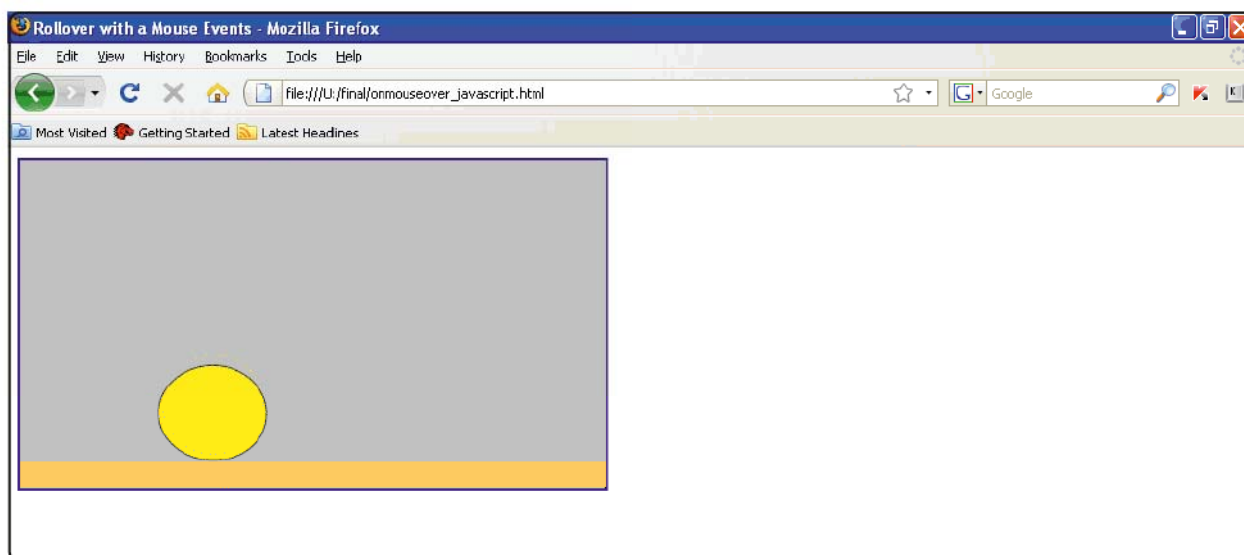 Rollover with a Mouse Events - Mozilla Firefox
File Edit View History Bookmarks Tools Help
file:///U:/final/onmouseover_javascript.html
G Google K K
Most Visited Getting Started Latest Headlines